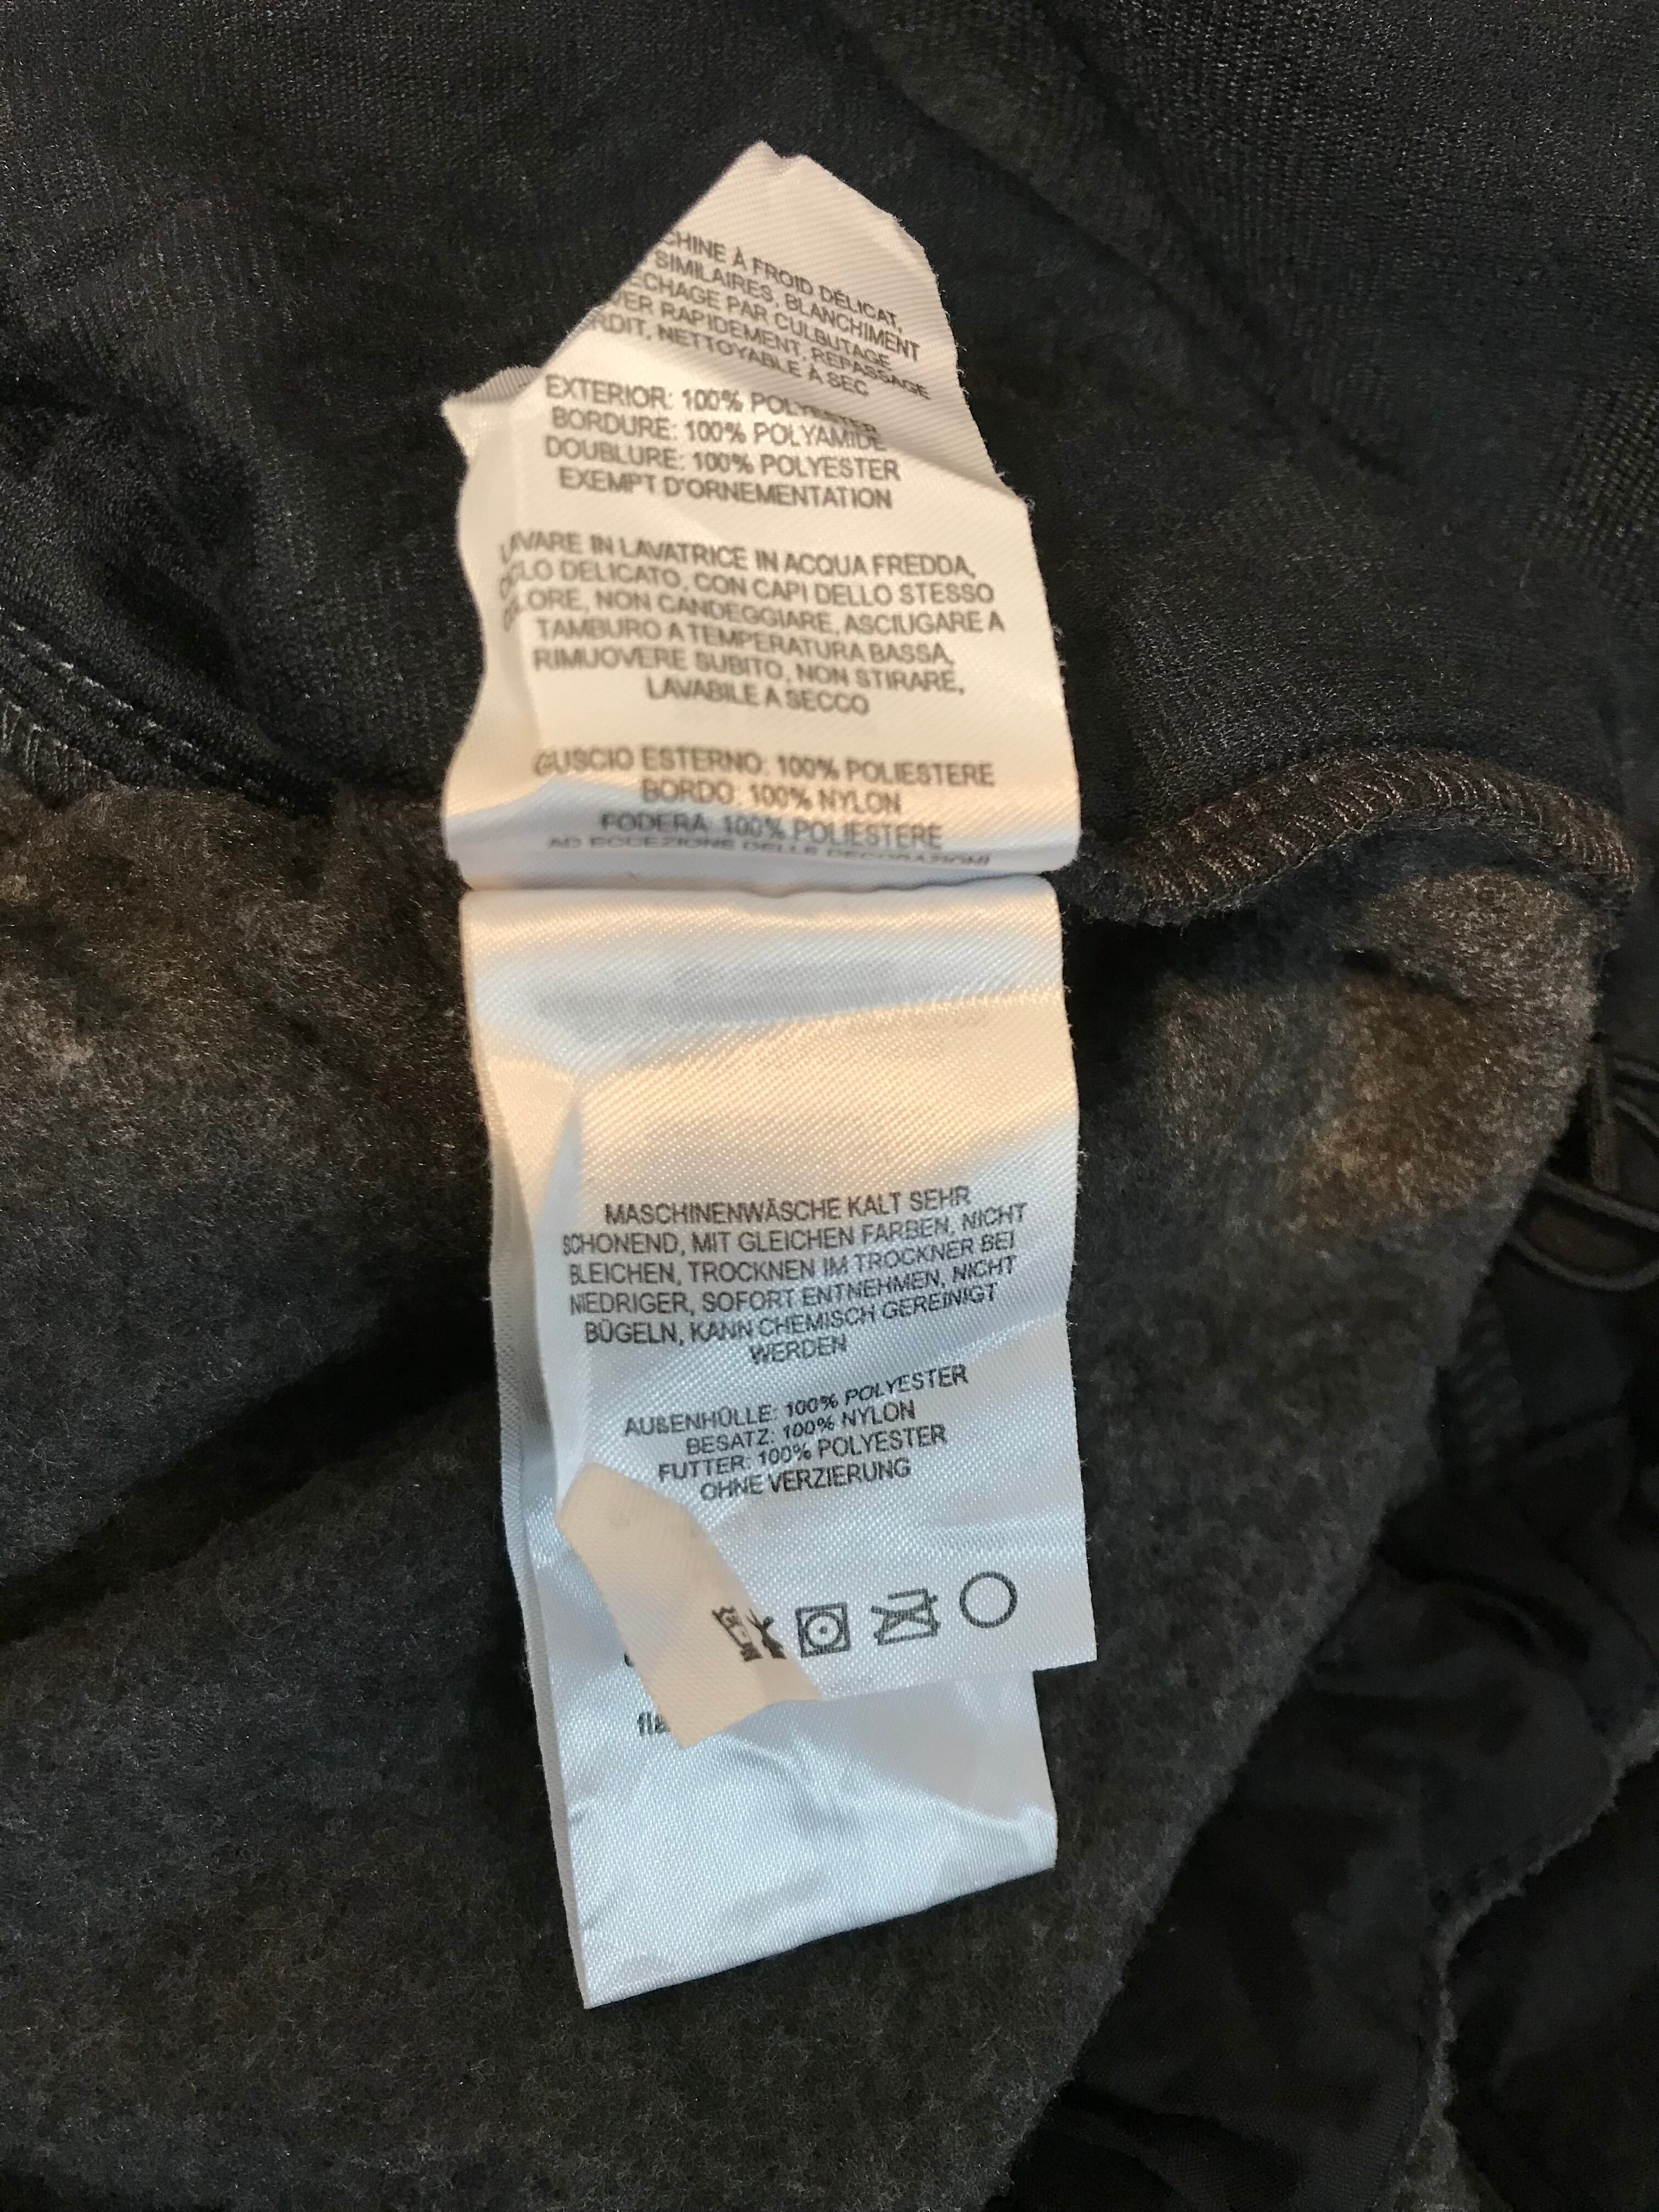 À FROID DÉLICAT,
SIMILAIRES, BLANCHIMENT
PAR CULBUTAGE
RAPIDEMENT, REPASSAGE
NETTOYABLE À SEC
EXTERIOR: 100% POLYESTER
BORDURE: 100% POLYAMIDE
DOUBLURE: 100% POLYESTER
EXEMPT D'ORNEMENTATION
LAVARE IN LAVATRICE IN ACQUA FREDDA,
CICLO DELICATO, CON CAPI DELLO STESSO
COLORE, NON CANDEGGIARE, ASCIUGARE A
TAMBURO A TEMPERATURA BASSA,
RIMUOVERE SUBITO, NON STIRARE,
LAVABILE A SECCO
GUSCIO ESTERNO: 100% POLIESTERE
BORDO: 100% NYLON
FODERA: 100% POLIESTERE
AD ECCEZIONE DELLE DECORAZIONI
MASCHINENWÄSCHE KALT SEHR
SCHONEND, MIT GLEICHEN FARBEN, NICHT
BLEICHEN, TROCKNEN IM TROCKNER BEI
NIEDRIGER, SOFORT ENTNEHMEN, NICHT
BÜGELN, KANN CHEMISCH GEREINIGT
WERDEN
AUßENHÜLLE: 100% POLYESTER
BESATZ: 100% NYLON
FUTTER: 100% POLYESTER
OHNE VERZIERUNG